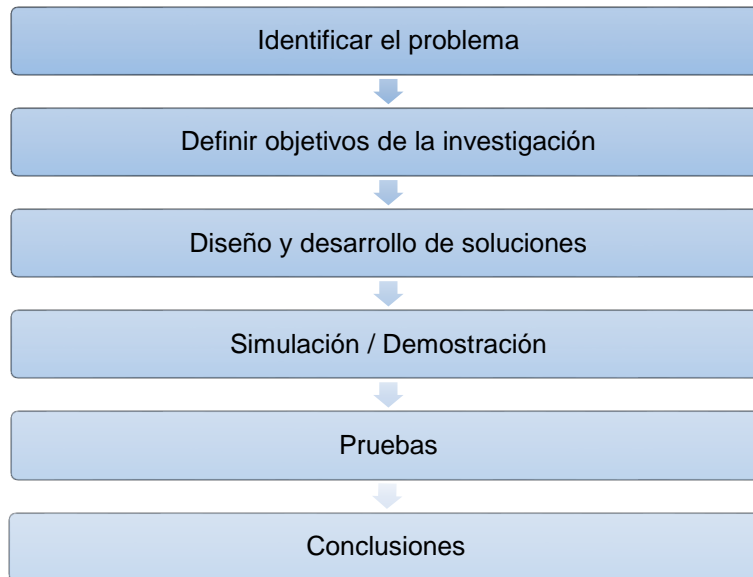 Identificar el problema
Definir objetivos de la investigación
Diseño y desarrollo de soluciones
Simulación / Demostración
Pruebas
Conclusiones